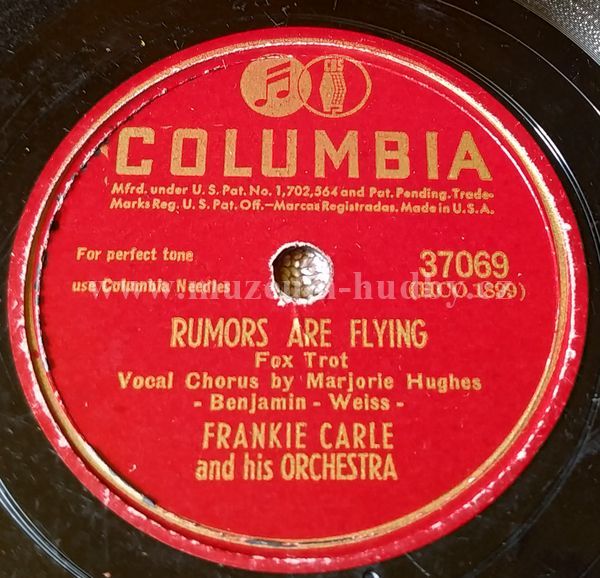 CBS
COLUMBIA
Mfrd. under U.S. Pat. No. 1,702,564 and Pat. Pending. Trade-
Marks Reg. U.S. Pat. Off.—Marcas Registradas. Made in U.S.A.
For perfect tone
use Columbia Needles
37069
RUMORS ARE FLYING
Fox Trot
Vocal Chorus by Marjorie Hughes
- Benjamin - Weiss -
FRANKIE CARLE
and his ORCHESTRA